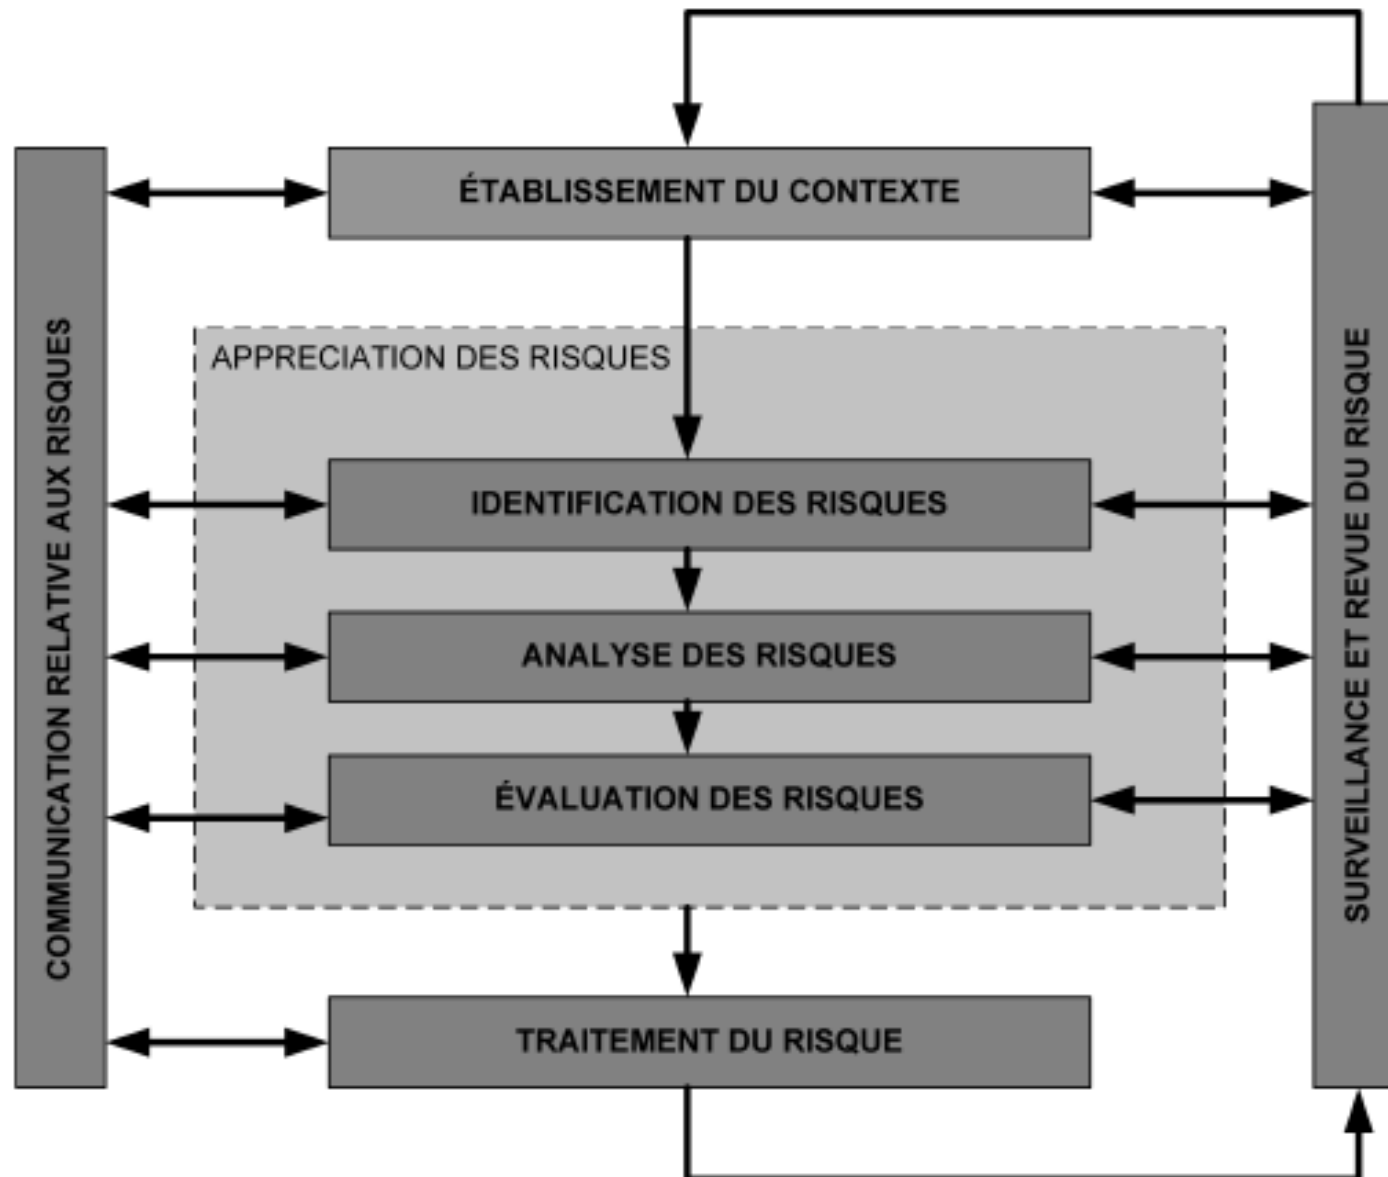 ÉTABLISSEMENT DU CONTEXTE
COMMUNICATION RELATIVE AUX RISQUES
APPRECIATION DES RISQUES
IDENTIFICATION DES RISQUES
ANALYSE DES RISQUES
ÉVALUATION DES RISQUES
TRAITEMENT DU RISQUE
SURVEILLANCE ET REVUE DU RISQUE